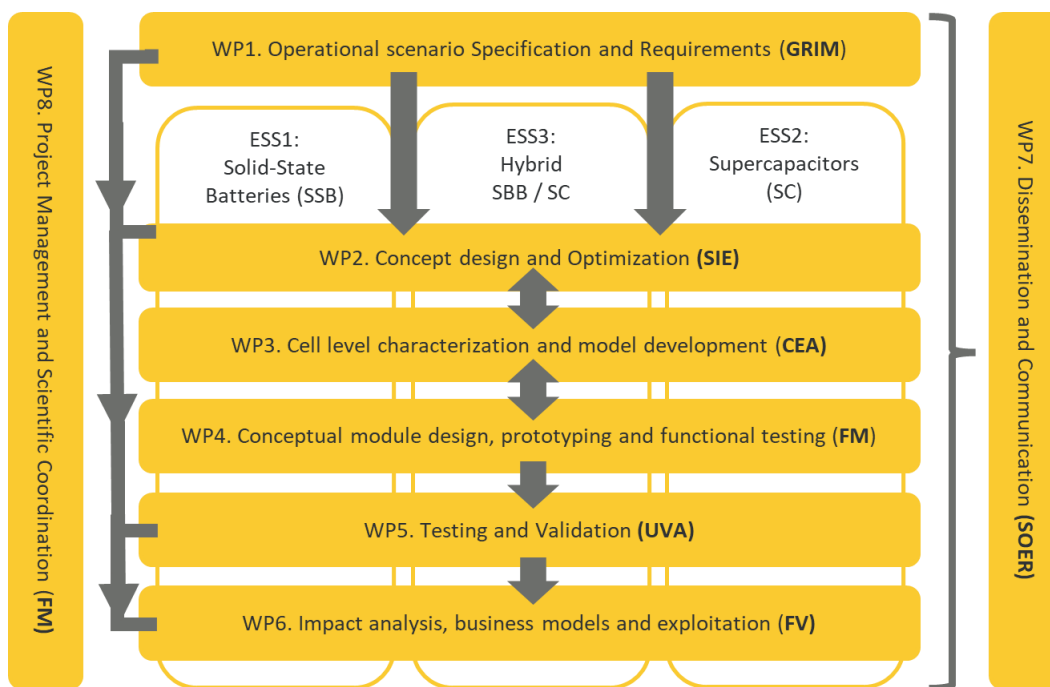 WP8. Project Management and Scientific Coordination (FM)
WP1. Operational scenario Specification and Requirements (GRIM)
ESS1:
Solid-State
Batteries (SSB)
ESS3:
Hybrid
SBB / SC
ESS2:
Supercapacitors
(SC)
WP2. Concept design and Optimization (SIE)
WP3. Cell level characterization and model development (CEA)
WP4. Conceptual module design, prototyping and functional testing (FM)
WP5. Testing and Validation (UVA)
WP6. Impact analysis, business models and exploitation (FV)
WP7. Dissemination and Communication (SOER)